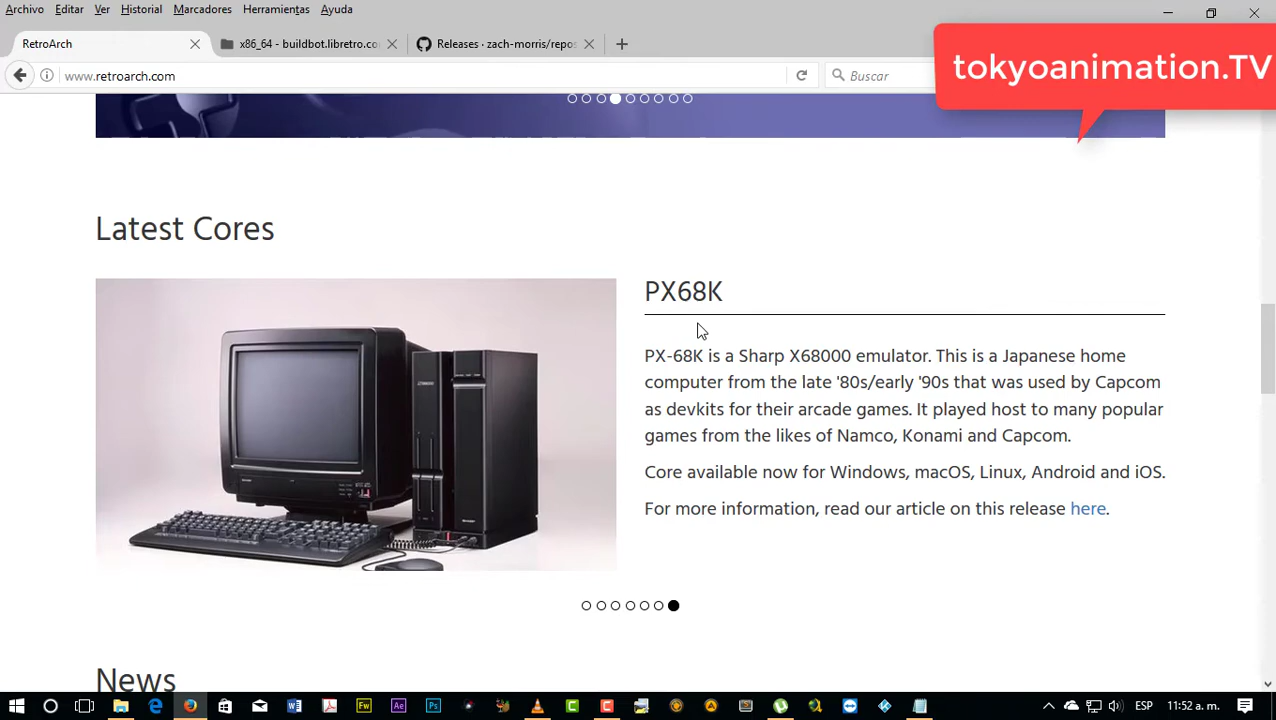 Archivo Editar Ver Historial Marcadores Herramientas Ayuda
RetroArch
x86_64 - buildbot.libretro.co
Releases · zach-morris/repos
www.retroarch.com
Buscar
tokyoanimation.TV
Latest Cores
PX68K
PX-68K is a Sharp X68000 emulator. This is a Japanese home
computer from the late '80s/early '90s that was used by Capcom
as devkits for their arcade games. It played host to many popular
games from the likes of Namco, Konami and Capcom.
Core available now for Windows, macOS, Linux, Android and iOS.
For more information, read our article on this release here.
News
ESP
11:52 a. m.